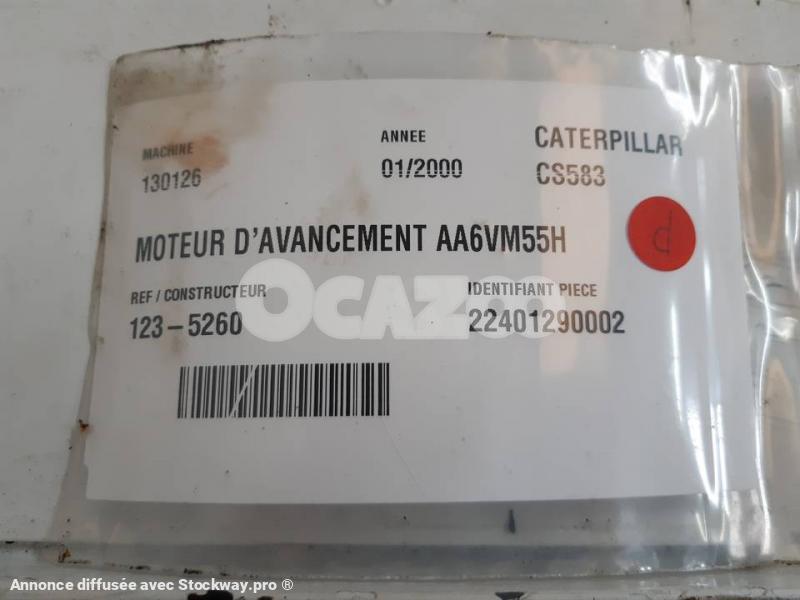 MACHINE
130126
ANNEE
01/2000
CATERPILLAR
CS583
MOTEUR D'AVANCEMENT AA6VM55H
REF / CONSTRUCTEUR
123-5260
IDENTIFIANT PIECE
22401290002
OCAZOO
Annonce diffusée avec Stockway.pro ®